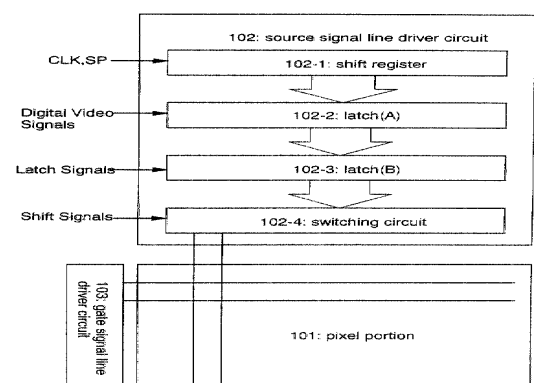 102: source signal line driver circuit
CLK,SP
102-1: shift register
Digital Video
Signals
102-2: latch(A)
Latch Signals
102-3: latch(B)
Shift Signals
102-4: switching circuit
103: gate signal line
driver circuit
101: pixel portion